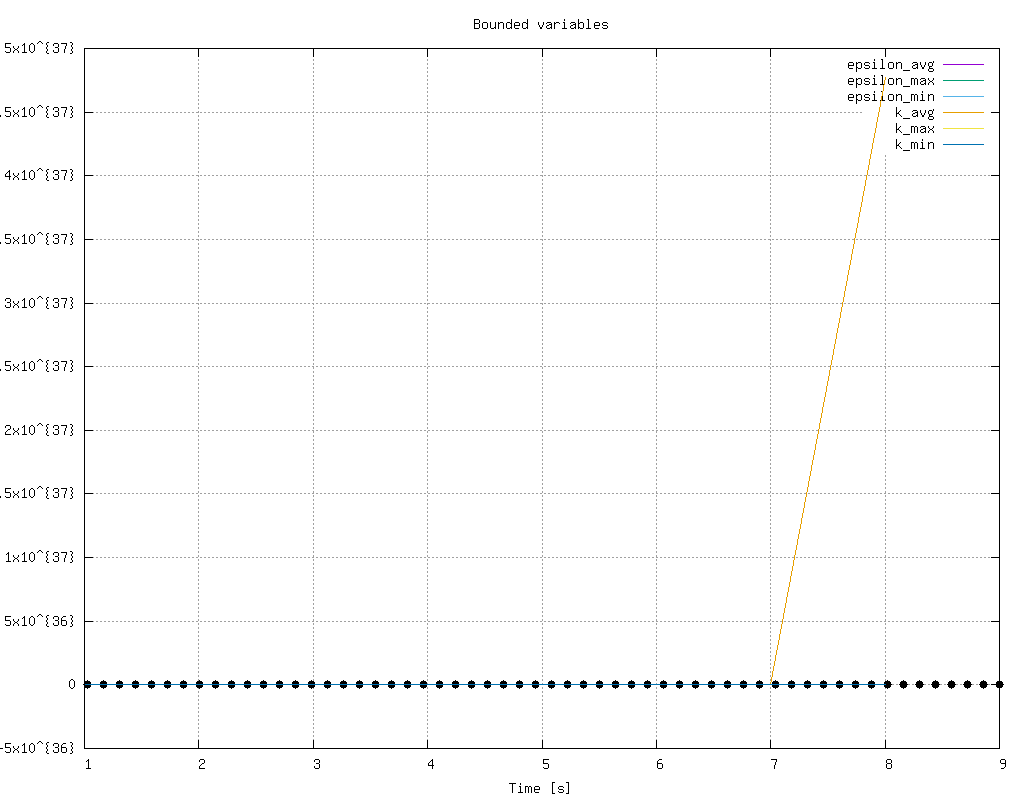 Bounded variables
5x10^{37}
.5x10^{37}
4x10^{37}
.5x10^{37}
3x10^{37}
.5x10^{37}
2x10^{37}
.5x10^{37}
1x10^{37}
5x10^{36}
0
-5x10^{36}
epsilon_avg
epsilon_max
epsilon_min
k_avg
k_max
k_min
1 2 3 4 5 6 7 8 9
Time [s]